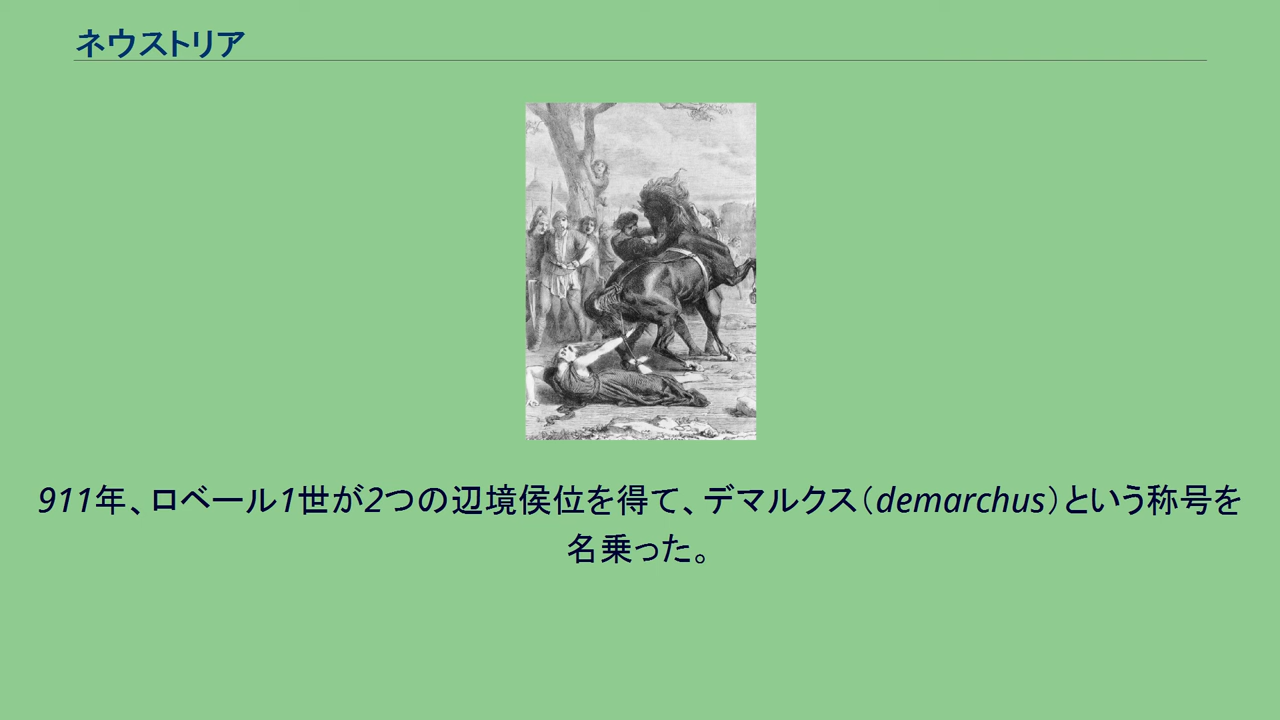 ネウストリア
911年、ロベール1世が2つの辺境侯位を得て、デマルクス（demarchus）という称号を
名乗った。